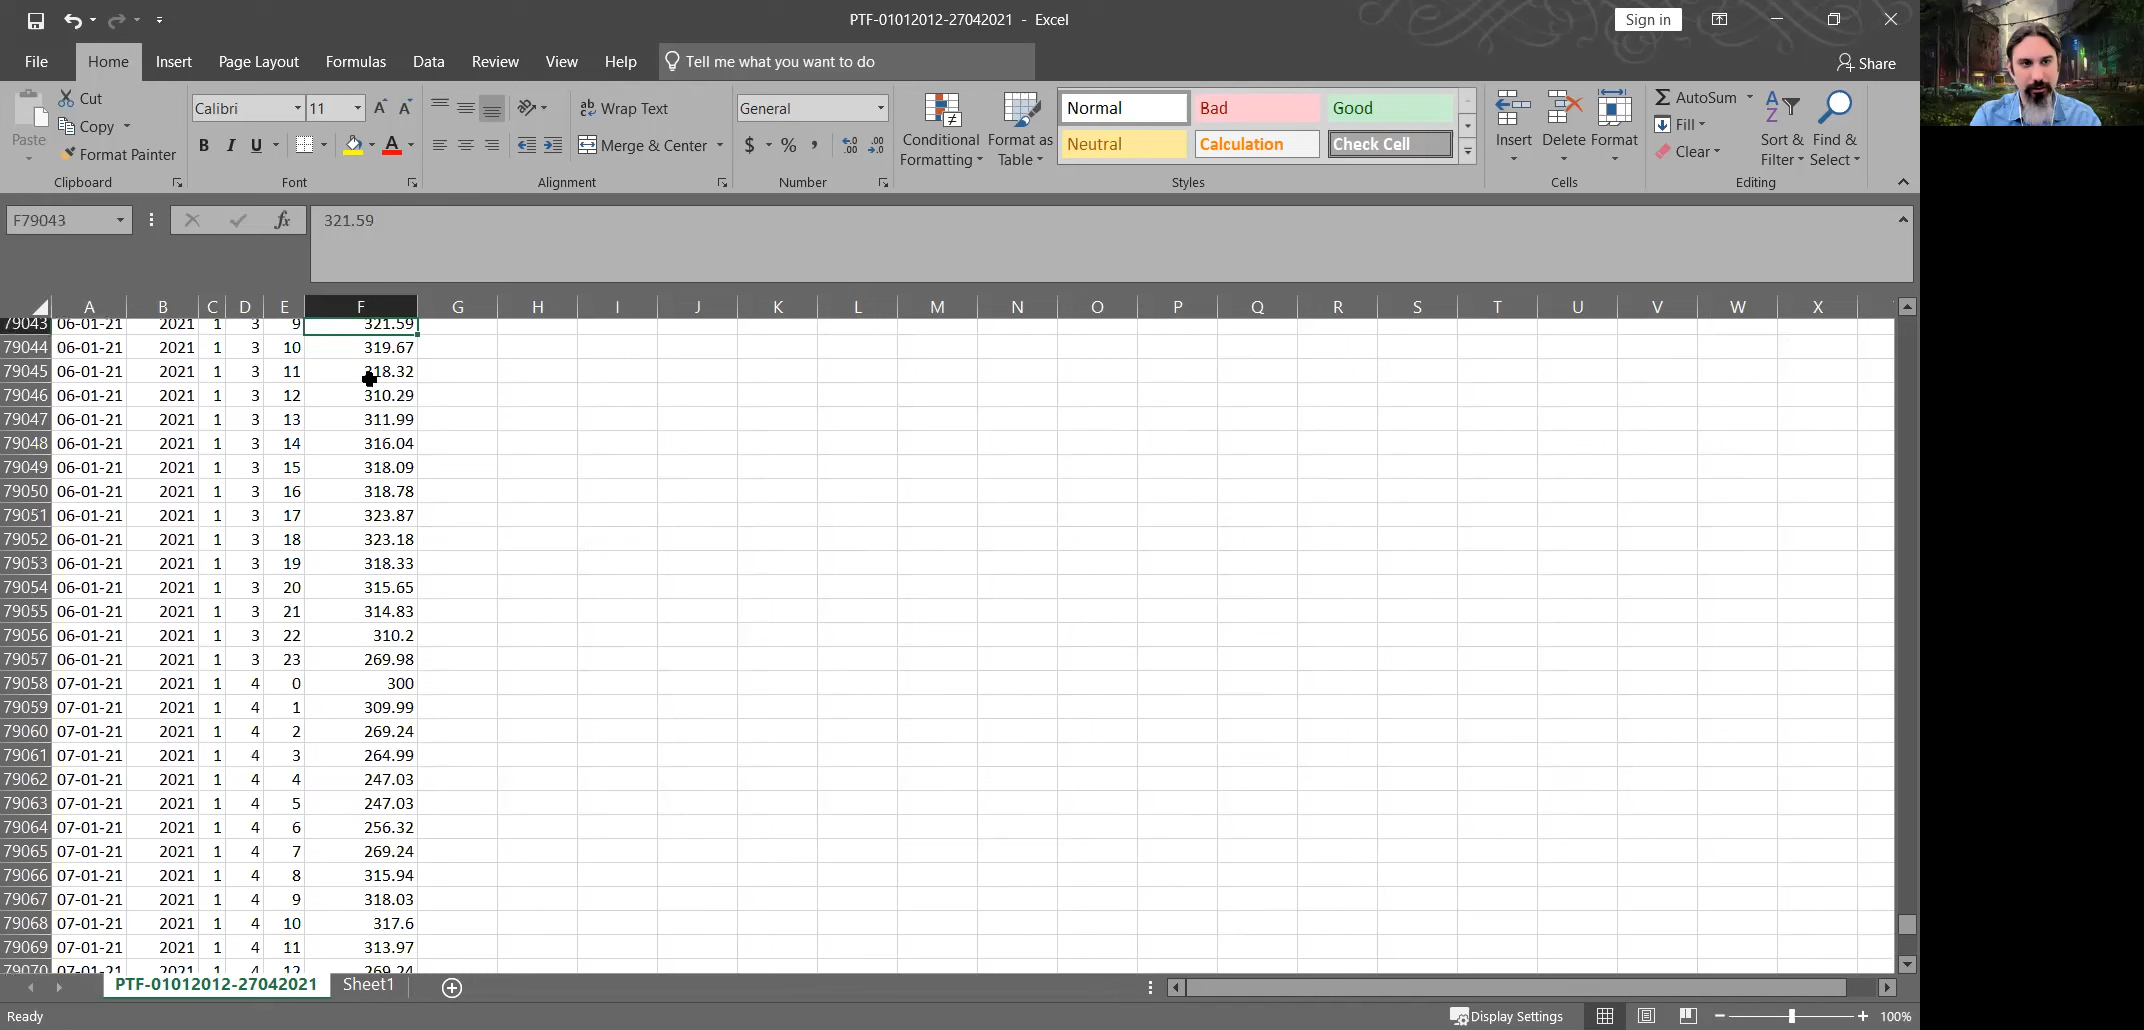 PTF-01012012-27042021 - Excel
Sign in
File Home Insert Page Layout Formulas Data Review View Help Tell me what you want to do Share
Paste Cut Copy Format Painter Clipboard
Calibri 11 A A B I U A Font
Wrap Text Merge & Center Alignment
General $ % , .00 .00 Number
Conditional Formatting Format as Table
Normal Bad Good
Neutral Calculation Check Cell
Styles
Insert Delete Format Cells
AutoSum Fill Clear Sort & Filter Find & Select Editing
F79043 fx 321.59
A B C D E F G H I J K L M N O P Q R S T U V W X
79043 06-01-21 2021 1 3 9 321.59
79044 06-01-21 2021 1 3 10 319.67
79045 06-01-21 2021 1 3 11 318.32
79046 06-01-21 2021 1 3 12 310.29
79047 06-01-21 2021 1 3 13 311.99
79048 06-01-21 2021 1 3 14 316.04
79049 06-01-21 2021 1 3 15 318.09
79050 06-01-21 2021 1 3 16 318.78
79051 06-01-21 2021 1 3 17 323.87
79052 06-01-21 2021 1 3 18 323.18
79053 06-01-21 2021 1 3 19 318.33
79054 06-01-21 2021 1 3 20 315.65
79055 06-01-21 2021 1 3 21 314.83
79056 06-01-21 2021 1 3 22 310.2
79057 06-01-21 2021 1 3 23 269.98
79058 07-01-21 2021 1 4 0 300
79059 07-01-21 2021 1 4 1 309.99
79060 07-01-21 2021 1 4 2 269.24
79061 07-01-21 2021 1 4 3 264.99
79062 07-01-21 2021 1 4 4 247.03
79063 07-01-21 2021 1 4 5 247.03
79064 07-01-21 2021 1 4 6 256.32
79065 07-01-21 2021 1 4 7 269.24
79066 07-01-21 2021 1 4 8 315.94
79067 07-01-21 2021 1 4 9 318.03
79068 07-01-21 2021 1 4 10 317.6
79069 07-01-21 2021 1 4 11 313.97
79070 07-01-21 2021 1 4 12 269.24
PTF-01012012-27042021 Sheet1
Ready Display Settings 100%